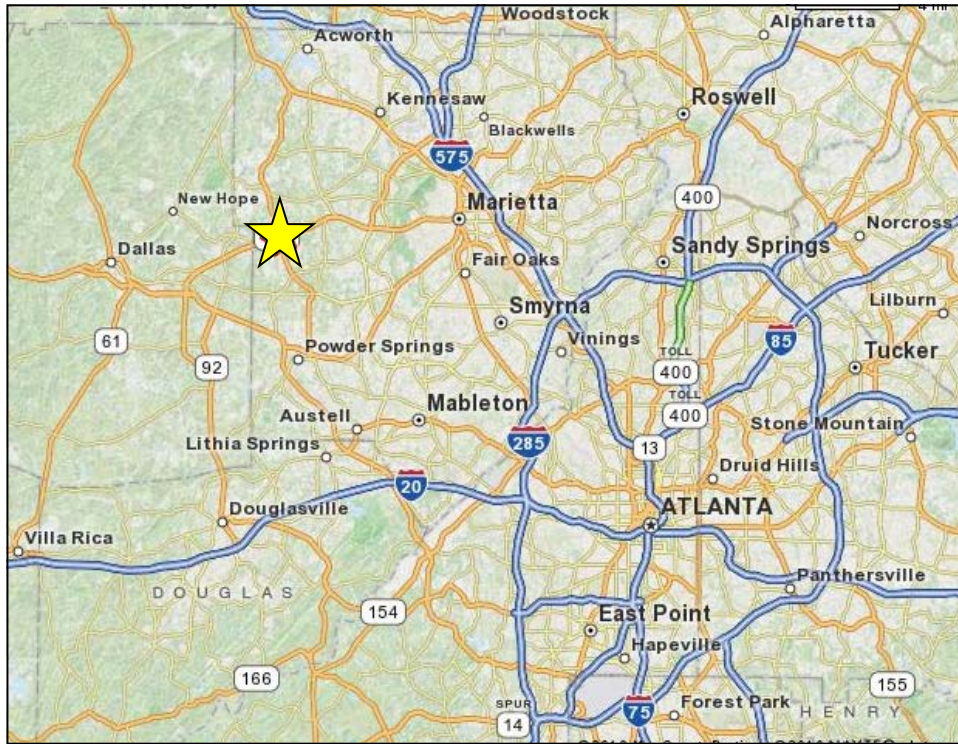 Woodstock
4 mi
Alpharetta
Acworth
Kennesaw
Roswell
Blackwells
575
400
New Hope
Marietta
Norcross
Dallas
Sandy Springs
Fair Oaks
Lilburn
Smyrna
61
Vinings
85
Powder Springs
TOLL
400
Tucker
92
TOLL
400
Austell
Mableton
Stone Mountain
Lithia Springs
285
13
Druid Hills
20
Douglasville
ATLANTA
Villa Rica
Panthersville
DOUGLAS
154
East Point
Hapeville
166
155
SPUR
14
75
Forest Park
HENRY